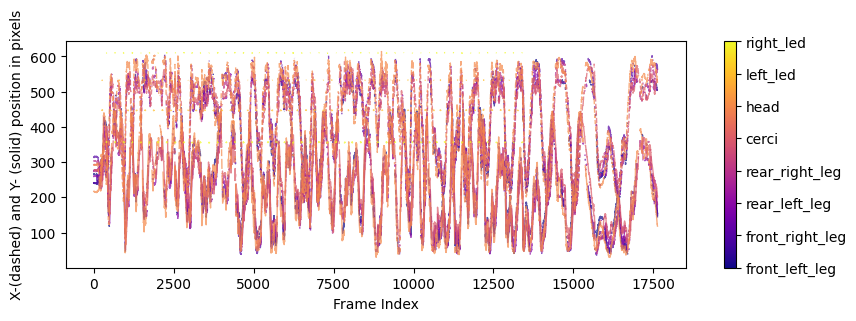 X-(dashed) and Y- (solid) position in pixels
600
500
400
300
200
100
0
2500
5000
7500
10000
12500
15000
17500
Frame Index
right_led
left_led
head
cerci
rear_right_leg
rear_left_leg
front_right_leg
front_left_leg